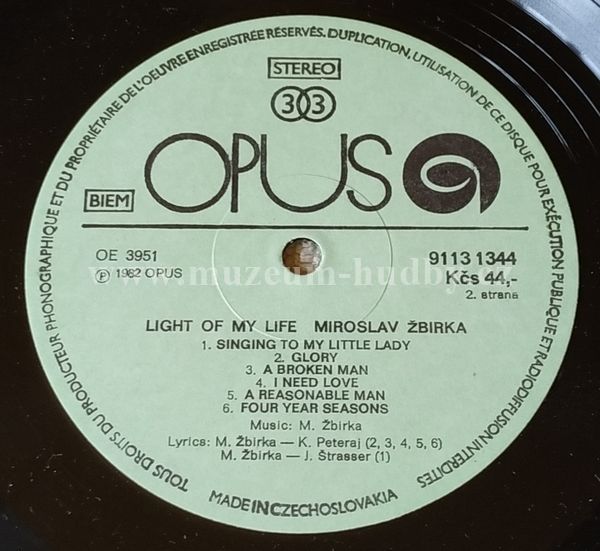 TOUS DROITS DU PRODUCTEUR PHONOGRAPHIQUE ET DU PROPRIÉTAIRE DE L'OEUVRE ENREGISTREE RÉSERVÉS. DUPLICATION, UTILISATION DE CE DISQUE POUR EXÉCUTION PUBLIQUE ET RADIODIFFUSION INTERDITES
STEREO
33
OPUS
BIEM
OE 3951
9113 1344
Ⓟ 1982 OPUS
Kčs 44,-
2. strana
www.muzeum-hudby.cz
LIGHT OF MY LIFE MIROSLAV ŽBIRKA
1. SINGING TO MY LITTLE LADY
2. GLORY
3. A BROKEN MAN
4. I NEED LOVE
5. A REASONABLE MAN
6. FOUR YEAR SEASONS
Music: M. Žbirka
Lyrics: M. Žbirka — K. Peteraj (2, 3, 4, 5, 6)
M. Žbirka — J. Štrasser (1)
MADE IN CZECHOSLOVAKIA